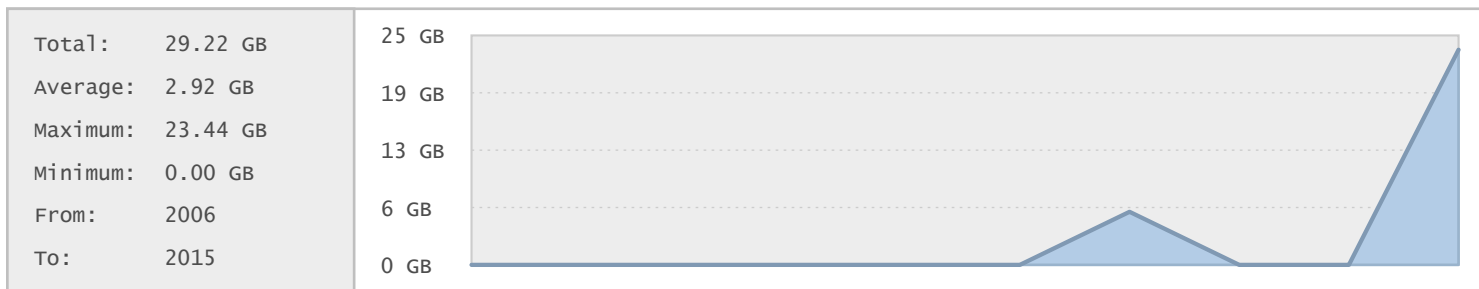 Total: 29.22 GB
Average: 2.92 GB
Maximum: 23.44 GB
Minimum: 0.00 GB
From: 2006
To: 2015
25 GB
19 GB
13 GB
6 GB
0 GB